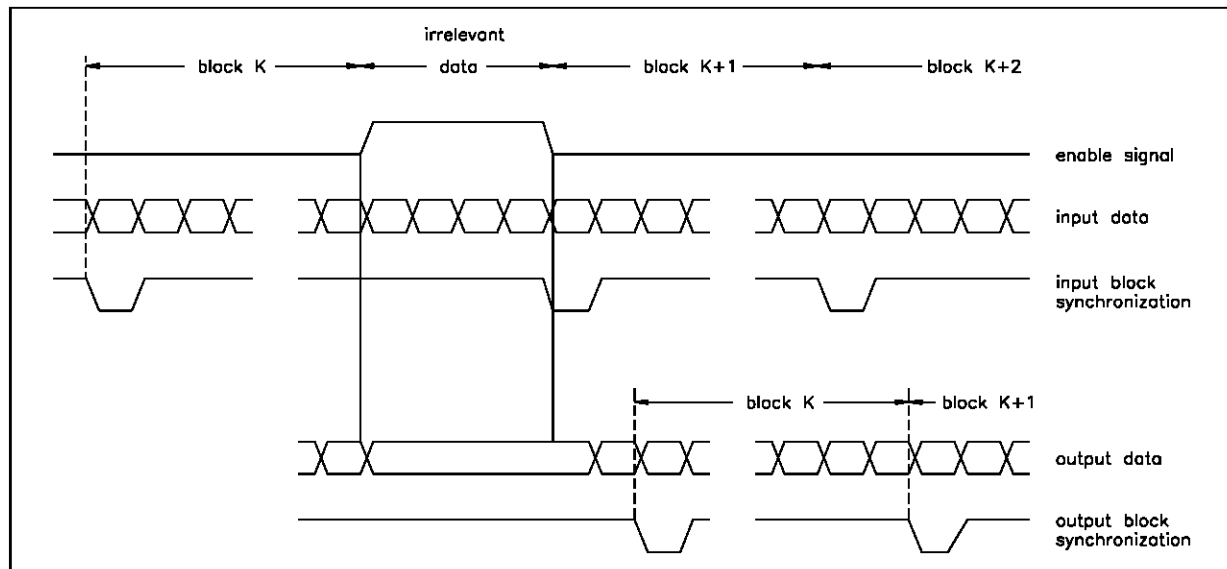 irrelevant
block K
data
block K+1
block K+2
enable signal
input data
input block
synchronization
block K
block K+1
output data
output block
synchronization